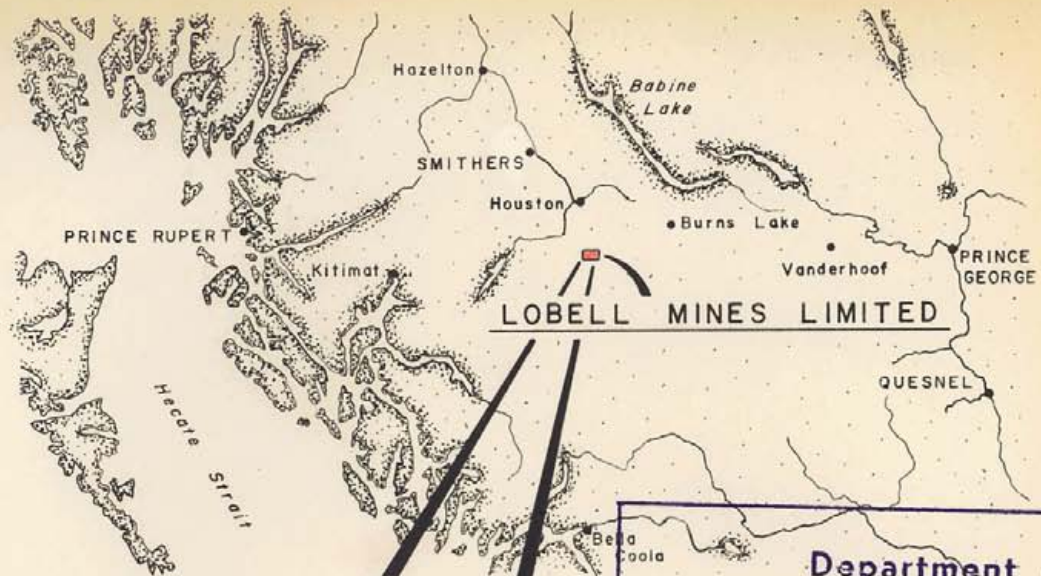 Hazelton
Babine
Lake
SMITHERS
Houston
Burns Lake
PRINCE RUPERT
Kitimat
Vanderhoof
PRINCE
GEORGE
LOBELL MINES LIMITED
QUESNEL
Hecate Strait
Bella
Coola
Department